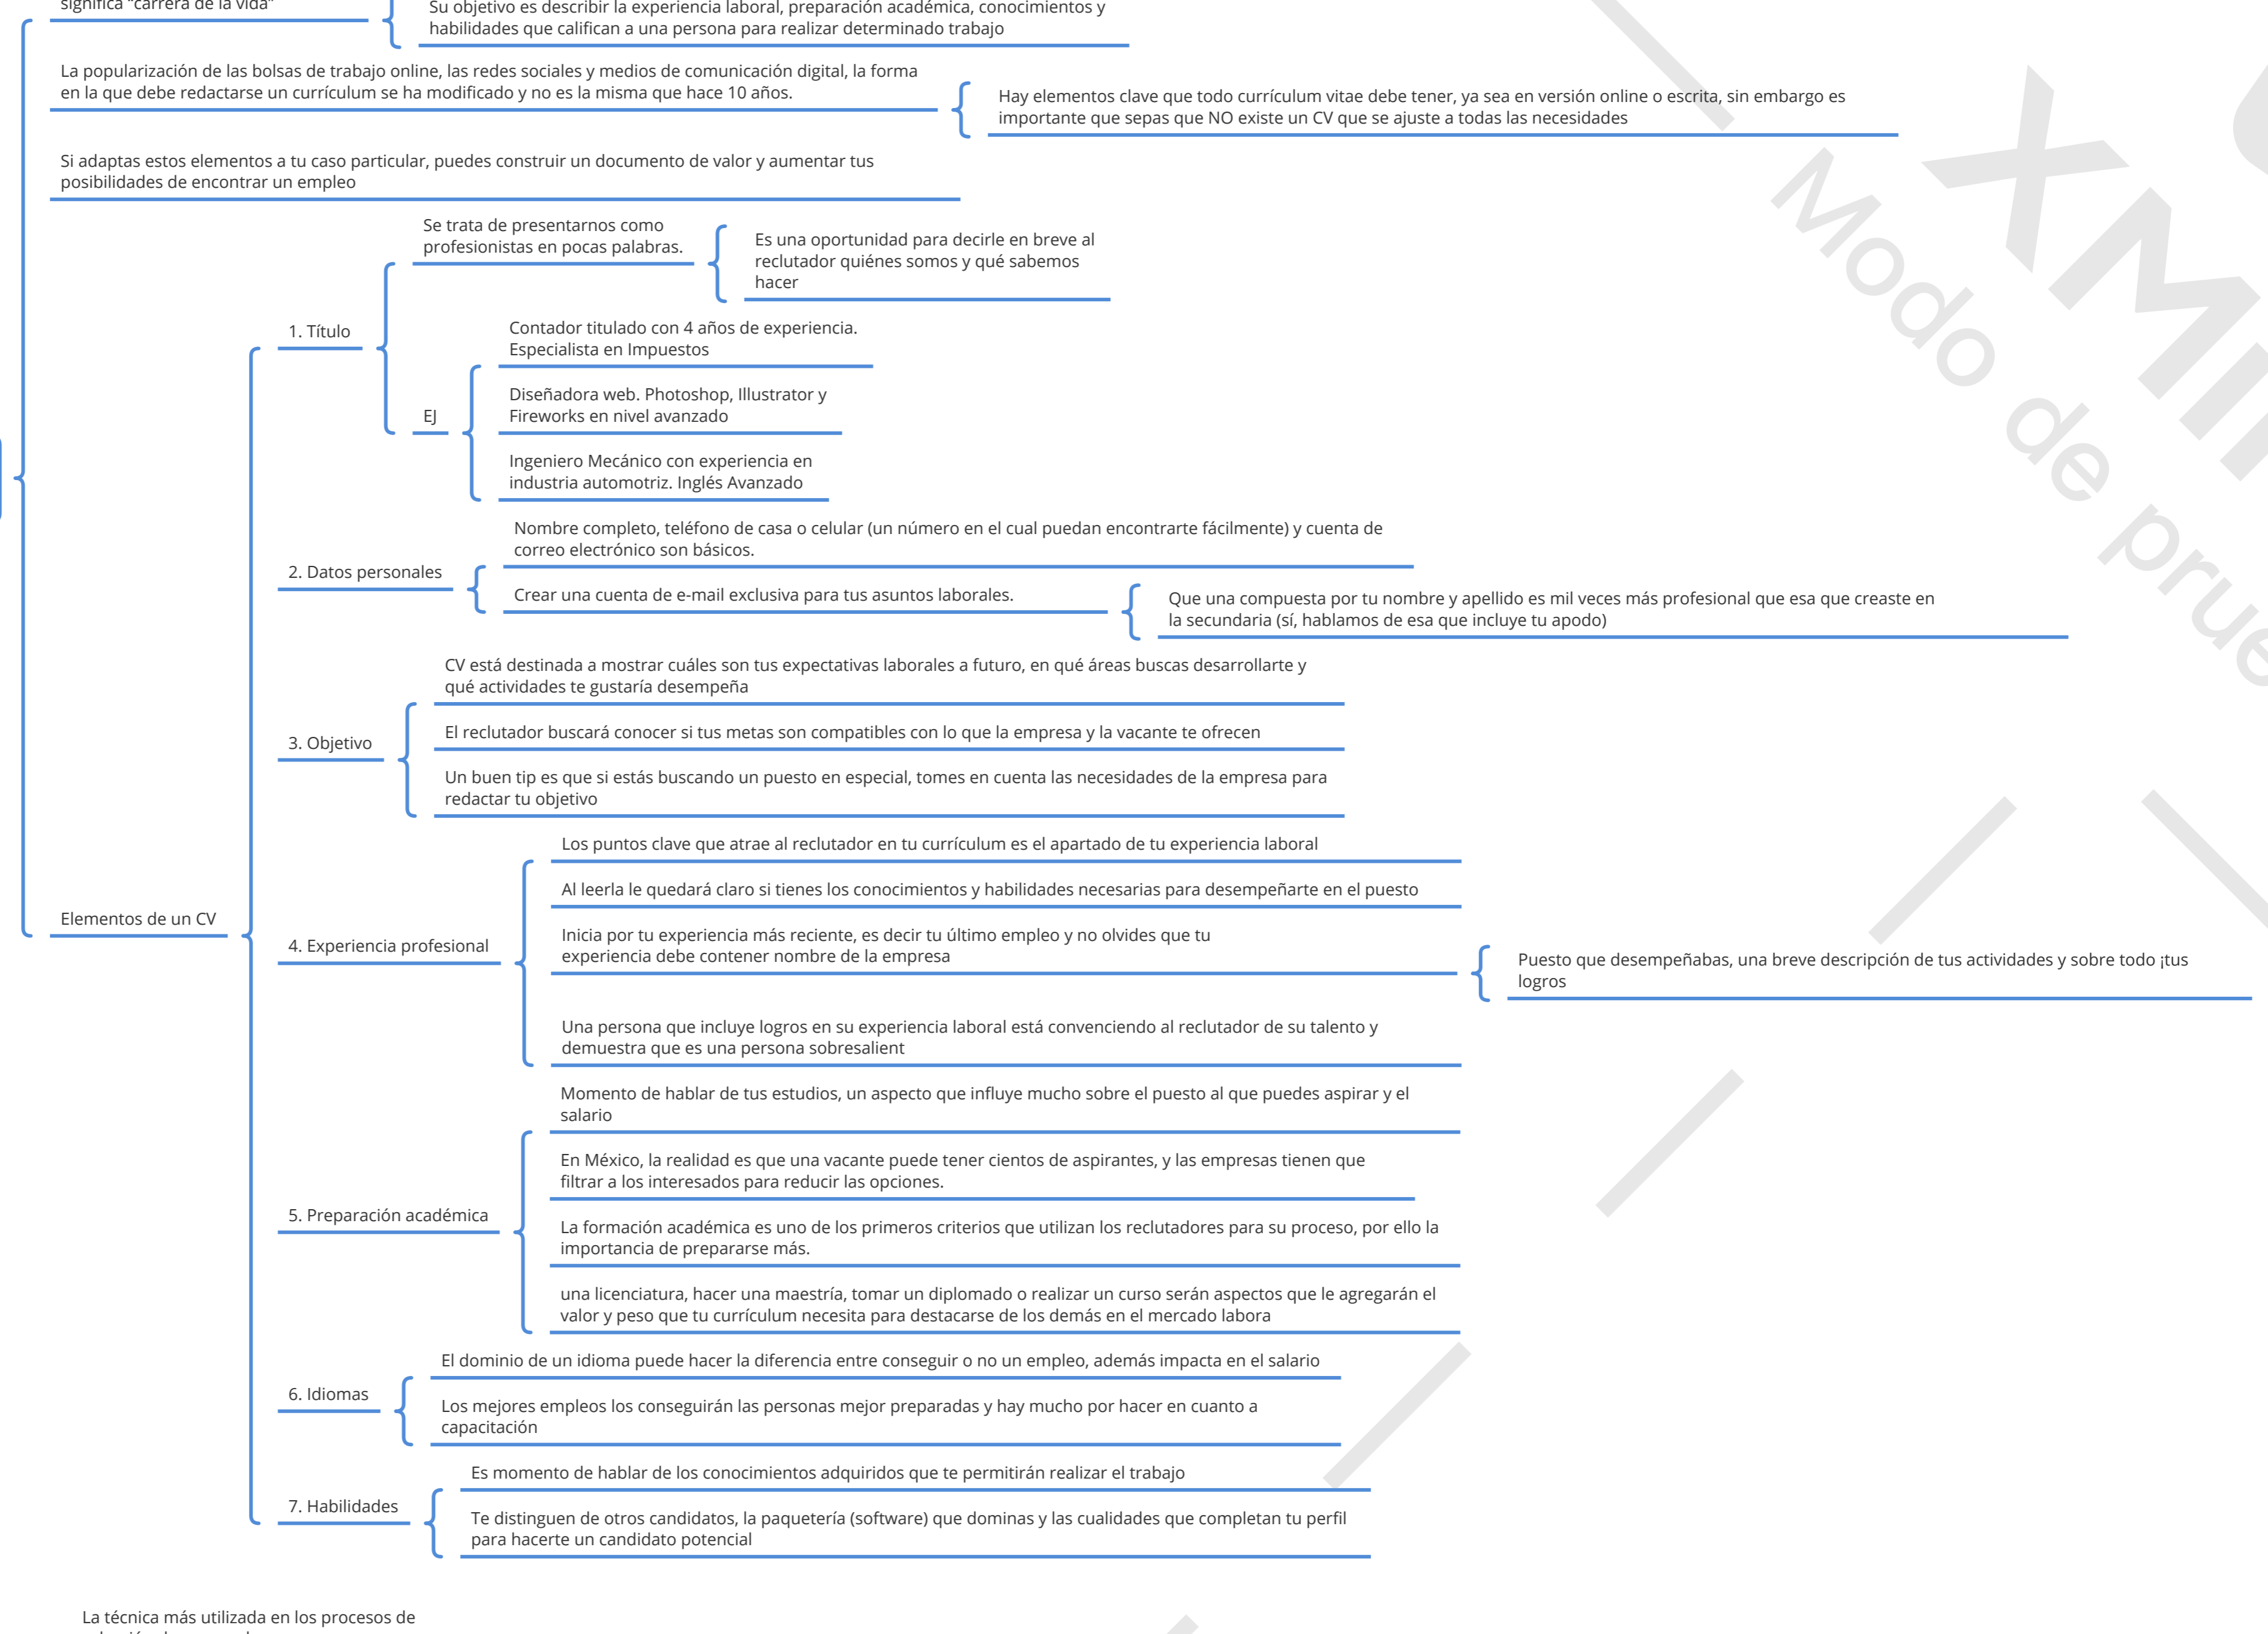 significa "carrera de la vida"
Su objetivo es describir la experiencia laboral, preparación académica, conocimientos y
habilidades que califican a una persona para realizar determinado trabajo
La popularización de las bolsas de trabajo online, las redes sociales y medios de comunicación digital, la forma
en la que debe redactarse un currículum se ha modificado y no es la misma que hace 10 años.
Hay elementos clave que todo currículum vitae debe tener, ya sea en versión online o escrita, sin embargo es
importante que sepas que NO existe un CV que se ajuste a todas las necesidades
Si adaptas estos elementos a tu caso particular, puedes construir un documento de valor y aumentar tus
posibilidades de encontrar un empleo
Elementos de un CV
1. Título
Se trata de presentarnos como
profesionistas en pocas palabras.
Es una oportunidad para decirle en breve al
reclutador quiénes somos y qué sabemos
hacer
EJ
Contador titulado con 4 años de experiencia.
Especialista en Impuestos
Diseñadora web. Photoshop, Illustrator y
Fireworks en nivel avanzado
Ingeniero Mecánico con experiencia en
industria automotriz. Inglés Avanzado
2. Datos personales
Nombre completo, teléfono de casa o celular (un número en el cual puedan encontrarte fácilmente) y cuenta de
correo electrónico son básicos.
Crear una cuenta de e-mail exclusiva para tus asuntos laborales.
Que una compuesta por tu nombre y apellido es mil veces más profesional que esa que creaste en
la secundaria (sí, hablamos de esa que incluye tu apodo)
3. Objetivo
CV está destinada a mostrar cuáles son tus expectativas laborales a futuro, en qué áreas buscas desarrollarte y
qué actividades te gustaría desempeña
El reclutador buscará conocer si tus metas son compatibles con lo que la empresa y la vacante te ofrecen
Un buen tip es que si estás buscando un puesto en especial, tomes en cuenta las necesidades de la empresa para
redactar tu objetivo
4. Experiencia profesional
Los puntos clave que atrae al reclutador en tu currículum es el apartado de tu experiencia laboral
Al leerla le quedará claro si tienes los conocimientos y habilidades necesarias para desempeñarte en el puesto
Inicia por tu experiencia más reciente, es decir tu último empleo y no olvides que tu
experiencia debe contener nombre de la empresa
Puesto que desempeñabas, una breve descripción de tus actividades y sobre todo ¡tus
logros
Una persona que incluye logros en su experiencia laboral está convenciendo al reclutador de su talento y
demuestra que es una persona sobresalient
5. Preparación académica
Momento de hablar de tus estudios, un aspecto que influye mucho sobre el puesto al que puedes aspirar y el
salario
En México, la realidad es que una vacante puede tener cientos de aspirantes, y las empresas tienen que
filtrar a los interesados para reducir las opciones.
La formación académica es uno de los primeros criterios que utilizan los reclutadores para su proceso, por ello la
importancia de prepararse más.
una licenciatura, hacer una maestría, tomar un diplomado o realizar un curso serán aspectos que le agregarán el
valor y peso que tu currículum necesita para destacarse de los demás en el mercado labora
6. Idiomas
El dominio de un idioma puede hacer la diferencia entre conseguir o no un empleo, además impacta en el salario
Los mejores empleos los conseguirán las personas mejor preparadas y hay mucho por hacer en cuanto a
capacitación
7. Habilidades
Es momento de hablar de los conocimientos adquiridos que te permitirán realizar el trabajo
Te distinguen de otros candidatos, la paquetería (software) que dominas y las cualidades que completan tu perfil
para hacerte un candidato potencial
La técnica más utilizada en los procesos de
XMI
Modo de prue